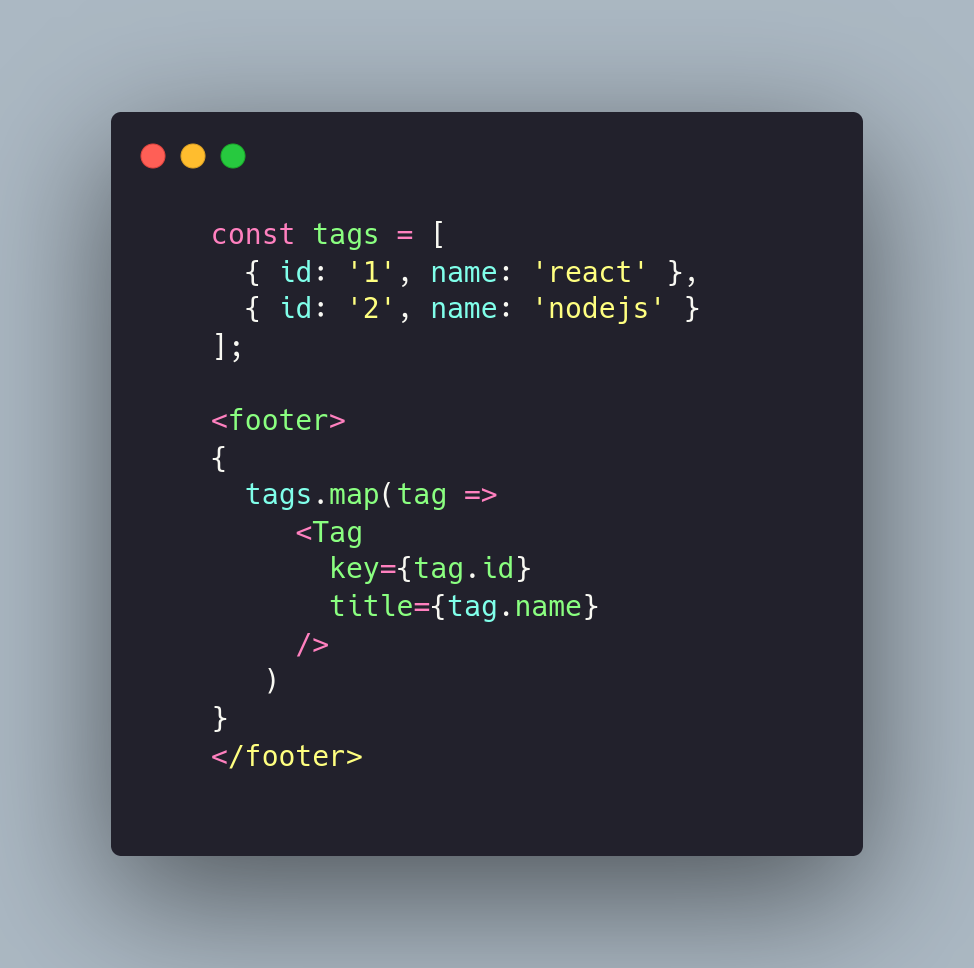 const tags = [
  { id: '1', name: 'react' },
  { id: '2', name: 'nodejs' }
];

<footer>
{
  tags.map(tag =>
     <Tag
       key={tag.id}
       title={tag.name}
     />
   )
}
</footer>